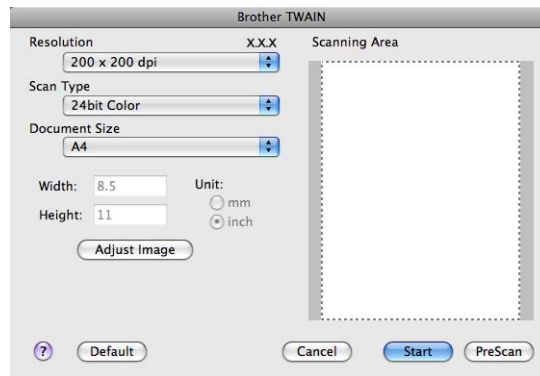 Brother TWAIN
Resolution X.X.X
200 x 200 dpi
Scan Type
24bit Color
Document Size
A4
Width: 8.5
Height: 11
Unit:
mm
inch
Adjust Image
Scanning Area
? Default Cancel Start PreScan